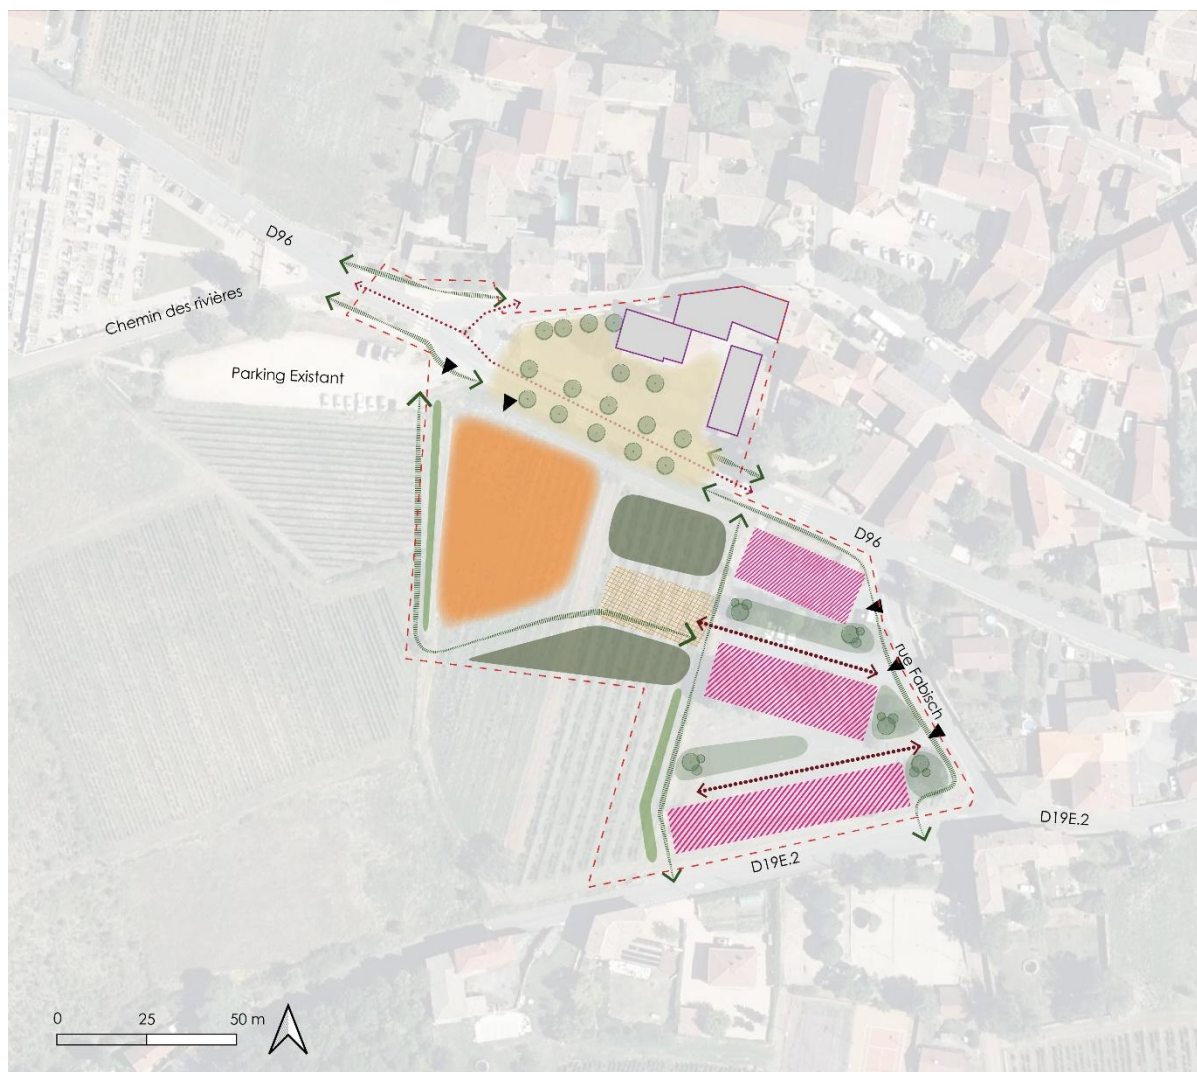 D96
Chemin des rivières
Parking Existant
D96
rue Fabisch
D19E.2
D19E.2
0 25 50 m